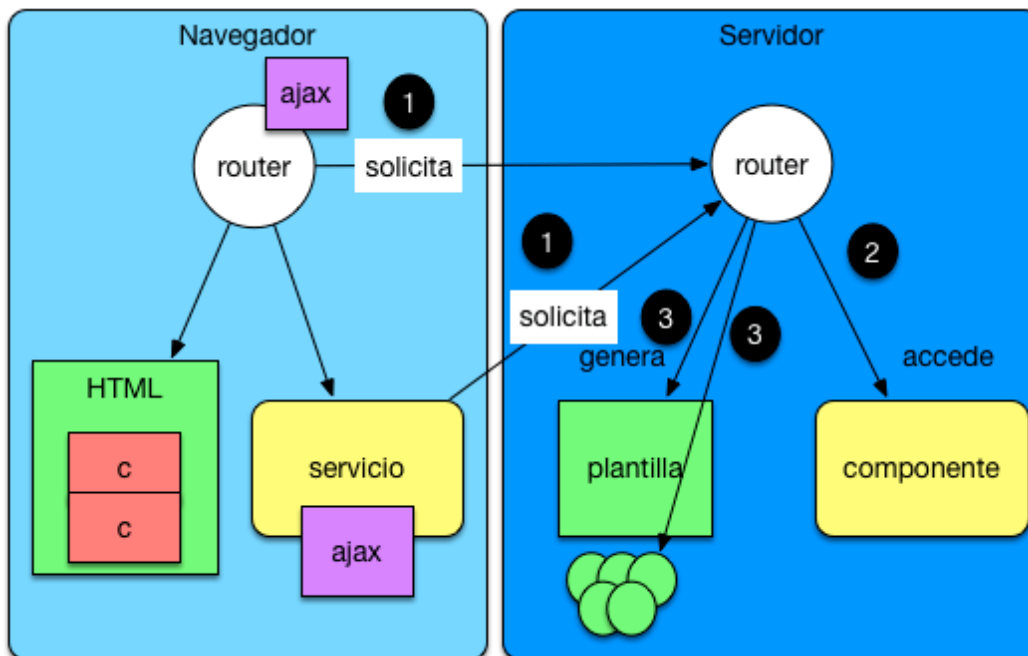 Navegador
Servidor
ajax
1
router
solicita
router
1
2
solicita
3
3
genera
accede
HTML
c
c
servicio
ajax
plantilla
componente